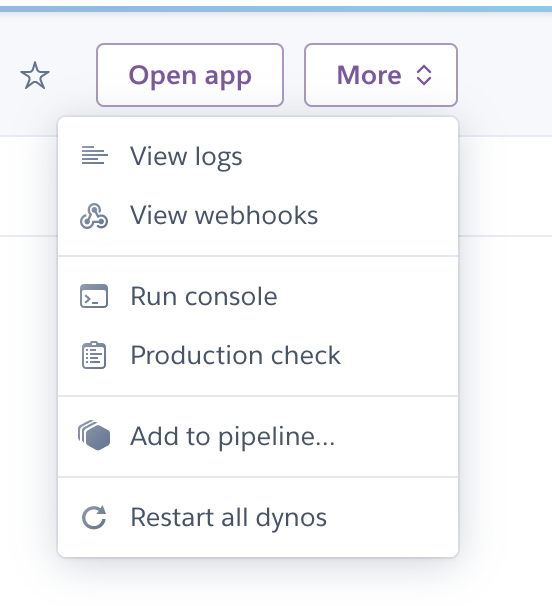 Open app
More
View logs
View webhooks
Run console
Production check
Add to pipeline...
Restart all dynos